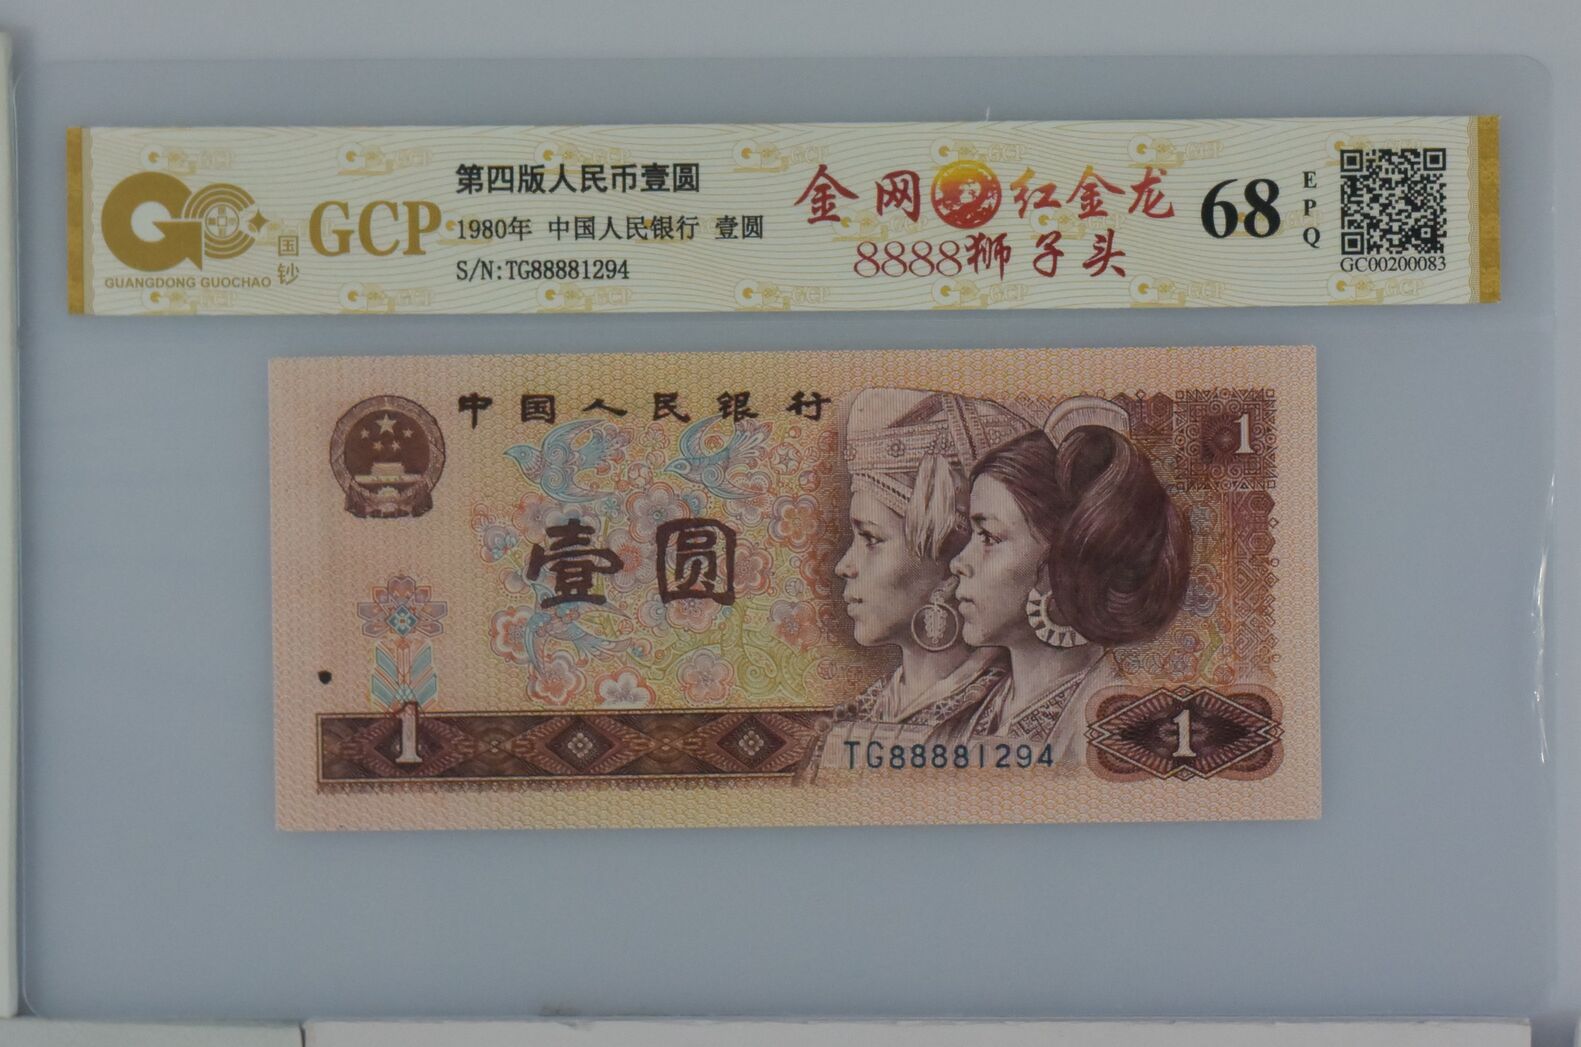 GUANGDONG GUOCHAO
国钞
GCP
第四版人民币壹圆
1980年 中国人民银行 壹圆
S/N:TG88881294
金网 红金龙
8888狮子头
68
EPQ
GC00200083
中国人民银行
1
壹圆
1
TG88881294
1